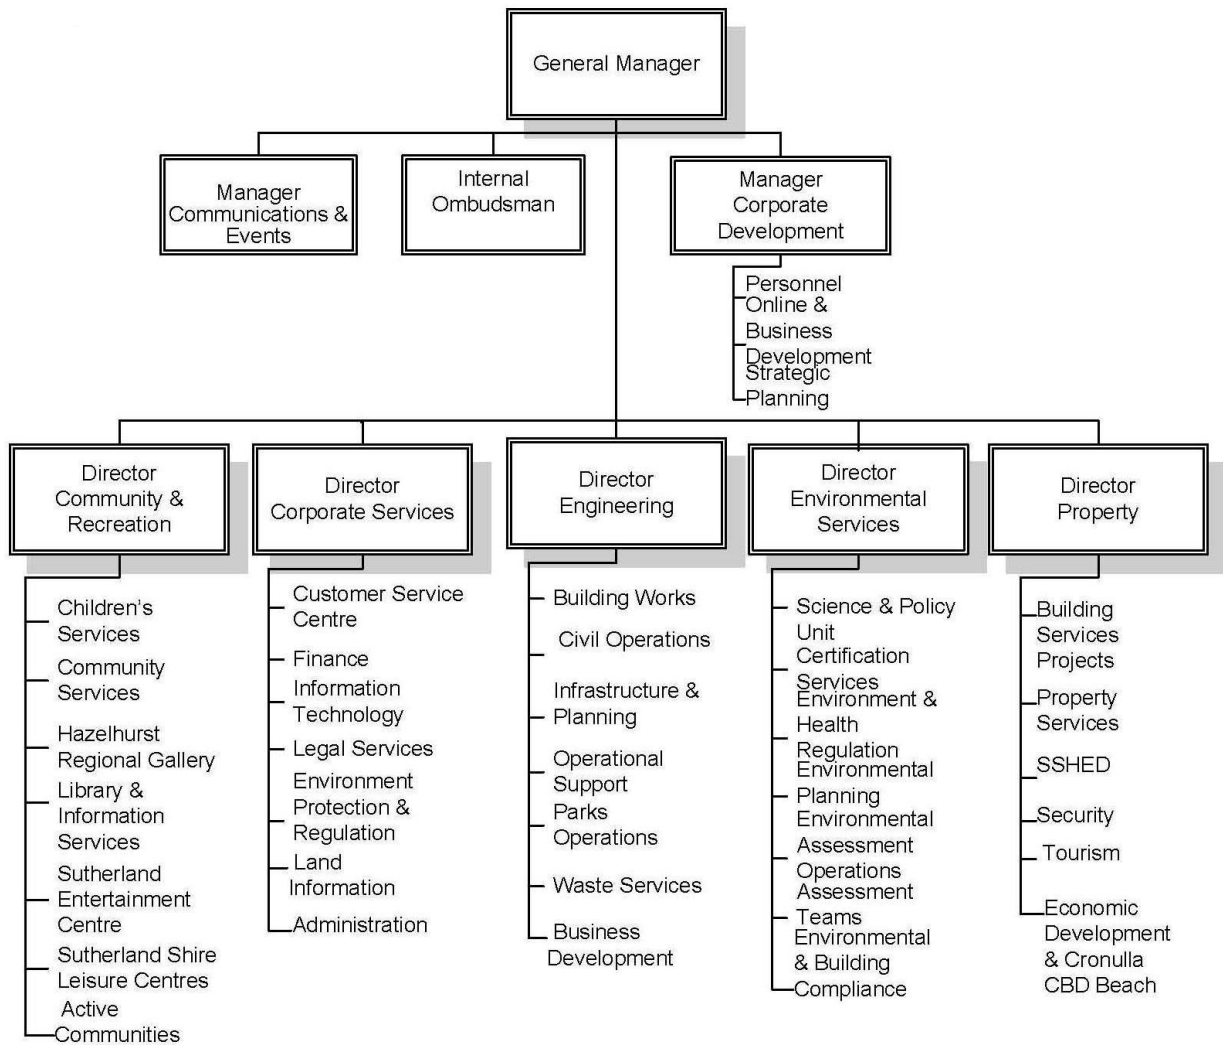 General Manager
Manager
Communications &
Events
Internal
Ombudsman
Manager
Corporate
Development
Personnel
Online &
Business
Development
Strategic
Planning
Director
Community &
Recreation
Children's
Services
Community
Services
Hazelhurst
Regional Gallery
Library &
Information
Services
Sutherland
Entertainment
Centre
Sutherland Shire
Leisure Centres
Active
Communities
Director
Corporate Services
Customer Service
Centre
Finance
Information
Technology
Legal Services
Environment
Protection &
Regulation
Land
Information
Administration
Director
Engineering
Building Works
Civil Operations
Infrastructure &
Planning
Operational
Support
Parks
Operations
Waste Services
Business
Development
Director
Environmental
Services
Science & Policy
Unit
Certification
Services
Environment &
Health
Regulation
Environmental
Planning
Environmental
Assessment
Operations
Assessment
Teams
Environmental
& Building
Compliance
Director
Property
Building
Services
Projects
Property
Services
SSHED
Security
Tourism
Economic
Development
& Cronulla
CBD Beach